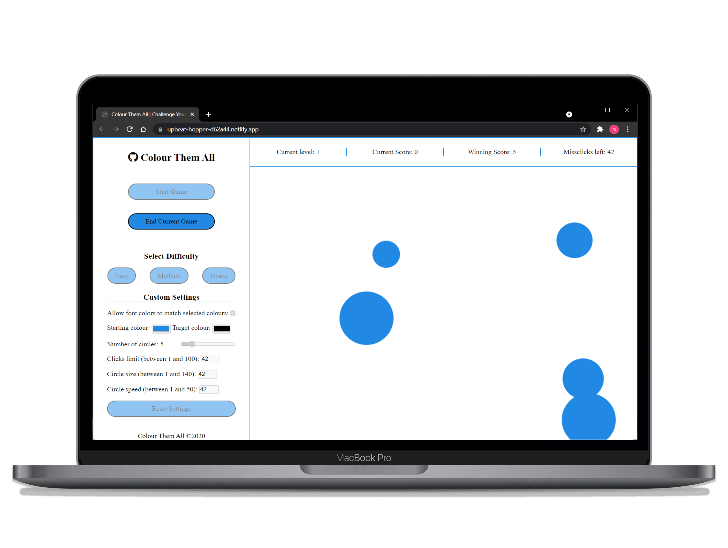 Colour Them All | Challenge You
upbeat-hopper-d62a44.netlify.app
Colour Them All
Start Game
End Current Game
Select Difficulty
Easy Medium Insane
Custom Settings
Allow font colors to match selected colours:
Starting colour: Target colour:
Number of circles: 5
Clicks limit (between 1 and 100): 42
Circle size (between 1 and 140): 42
Circle speed (between 1 and 50): 42
Reset Settings
Colour Them All ©2020
Current level: 1 Current Score: 0 Winning Score: 5 Missclicks left: 42
MacBook Pro